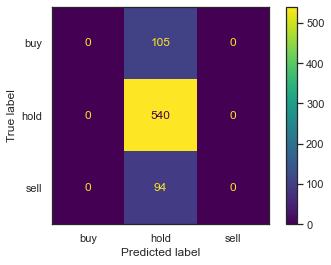 buy 0 105 0
hold 0 540 0
sell 0 94 0
buy hold sell
Predicted label
True label
500
400
300
200
100
0